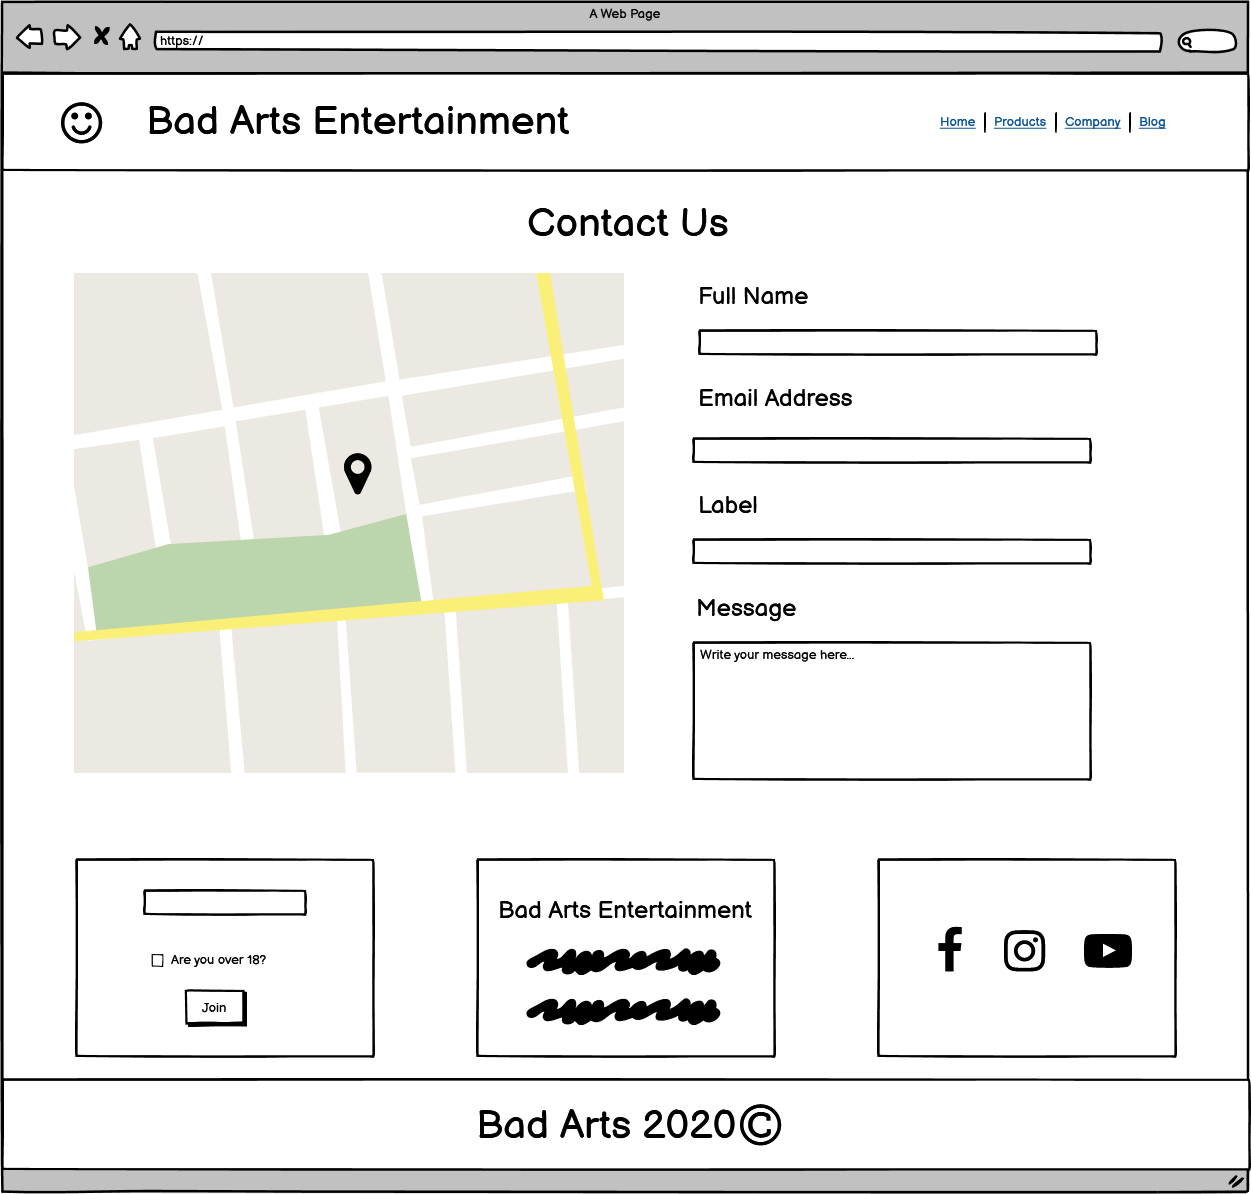 A Web Page
https://
Bad Arts Entertainment
Home | Products | Company | Blog
Contact Us
Full Name
Email Address
Label
Message
Write your message here...
Are you over 18?
Join
Bad Arts Entertainment
Bad Arts 2020©